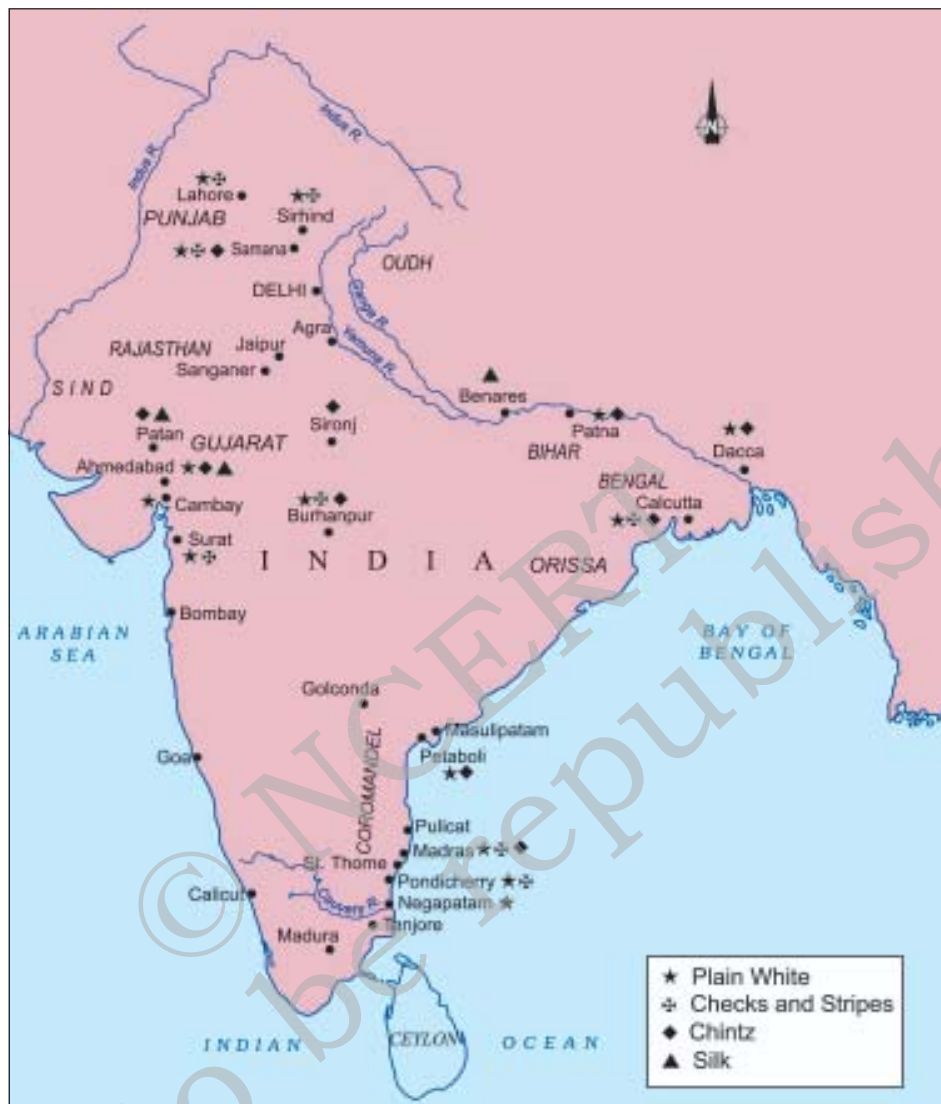 Indus R.
Indus R.
N
Lahore
PUNJAB
Sirhind
Samana
OUDH
DELHI
Ganga R.
Yamuna R.
Agra
Jaipur
RAJASTHAN
Sanganer
SIND
Benares
Patan
GUJARAT
Sironj
Patna
BIHAR
Dacca
Ahmedabad
Cambay
BENGAL
Calcutta
Burhanpur
Surat
INDIA
ORISSA
Bombay
ARABIAN
SEA
BAY OF
BENGAL
Golconda
Masulipatam
Petaboli
Goa
COROMANDEL
Pulicat
Madras
St. Thome
Pondicherry
Calicut
Cauvery R.
Negapatam
Tanjore
Madura
CEYLON
INDIAN OCEAN
Plain White
Checks and Stripes
Chintz
Silk
© NCERT
to be republish